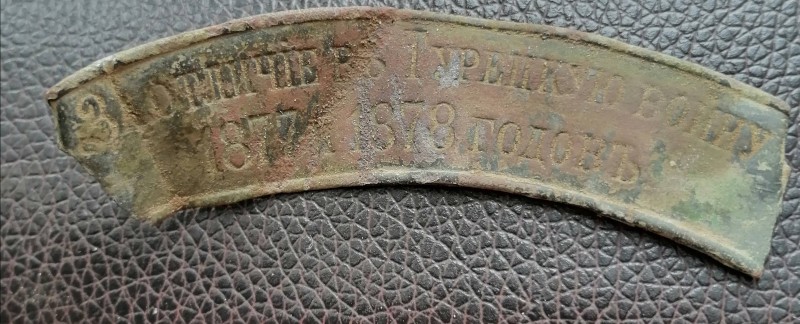 ЗА ОТЛИЧІЕ ВЪ ТУРЕЦКУЮ ВОЙНУ
1877 И 1878 ГОДОВЪ